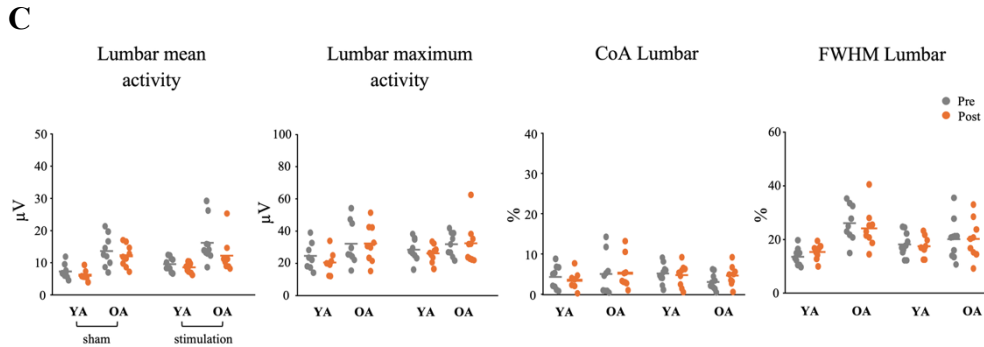 C
Lumbar mean
activity
Lumbar maximum
activity
CoA Lumbar
FWHM Lumbar
Pre
Post
50
40
30
20
10
0
µV
YA OA YA OA
sham stimulation
100
80
60
40
20
0
µV
YA OA YA OA
40
30
20
10
0
%
YA OA YA OA
60
40
20
0
%
YA OA YA OA